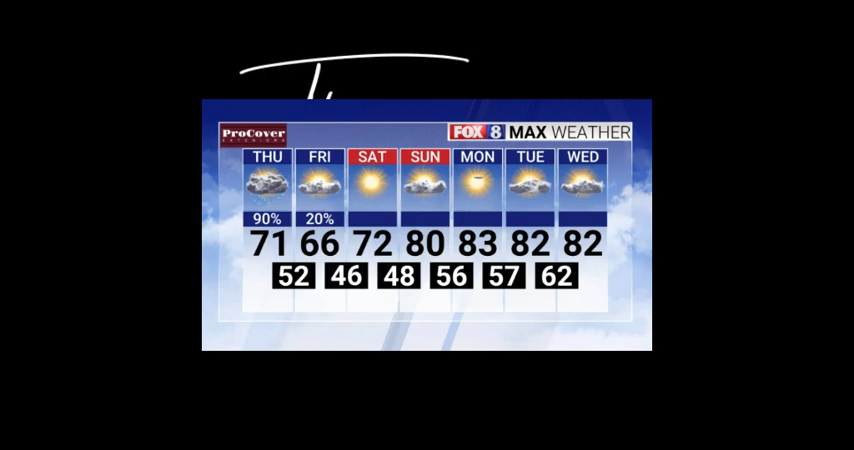 ProCover
EXTERIORS
FOX 8 MAX WEATHER
THU FRI SAT SUN MON TUE WED
90% 20%
71 66 72 80 83 82 82
52 46 48 56 57 62